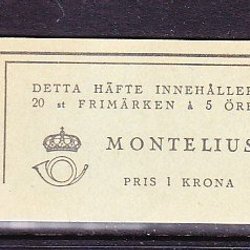 DETTA HÄFTE INNEHÅLLER
20 st FRIMÄRKEN à 5 ÖRE
MONTELIUS
PRIS 1 KRONA